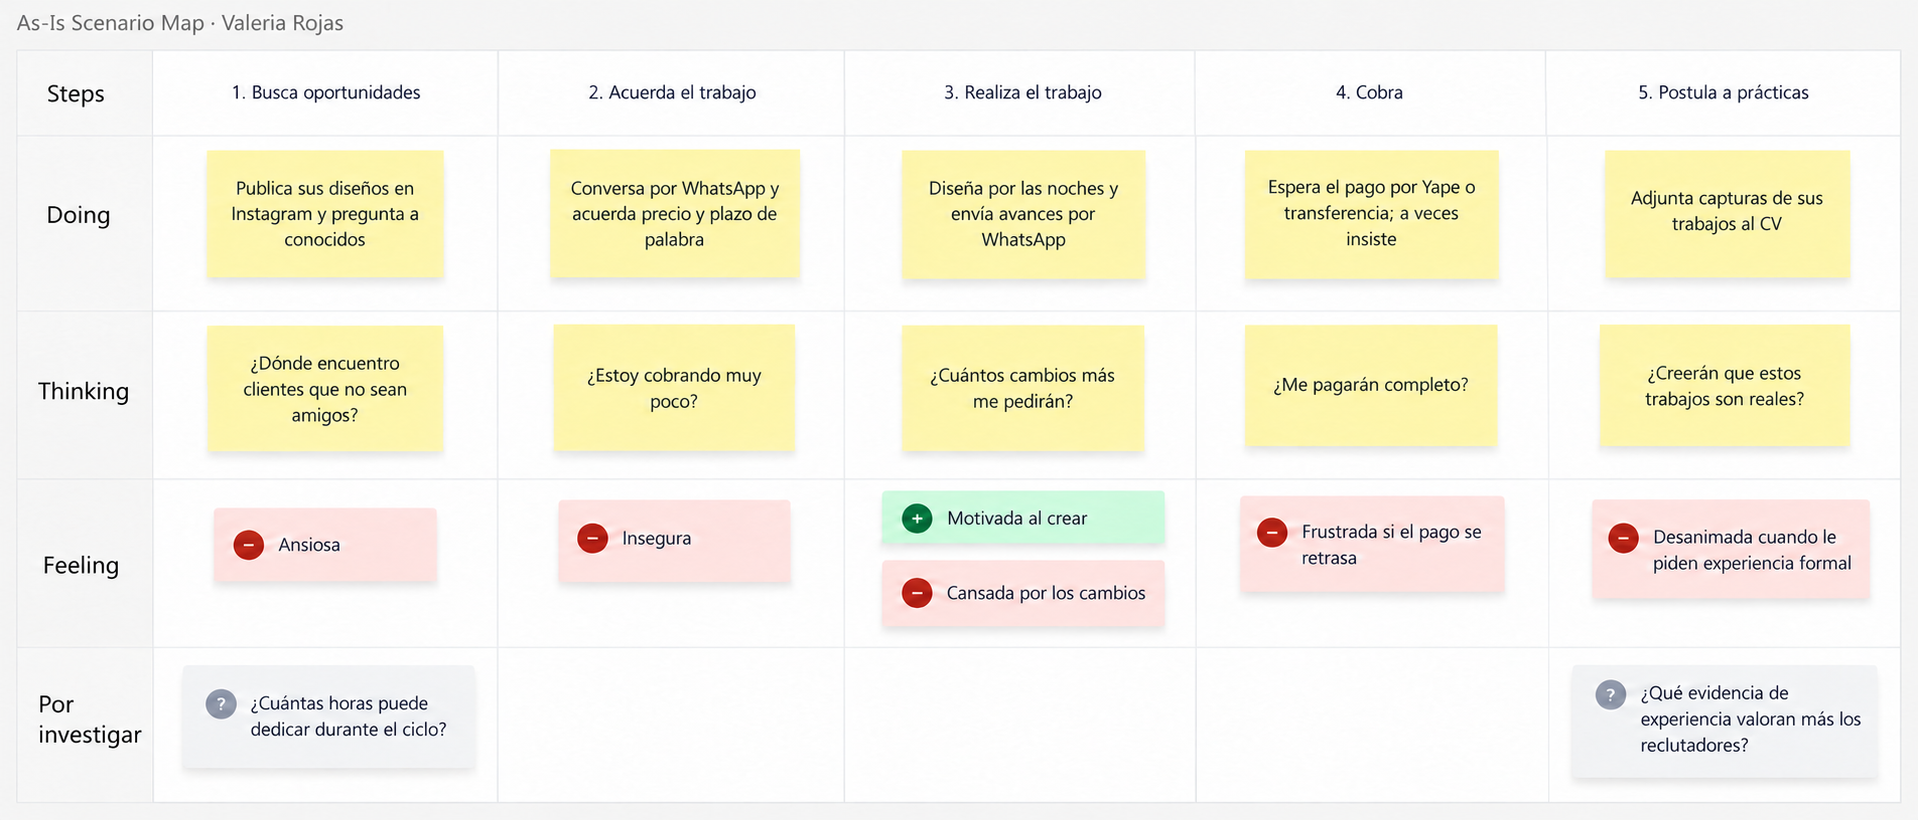 As-Is Scenario Map · Valeria Rojas
Steps
1. Busca oportunidades
2. Acuerda el trabajo
3. Realiza el trabajo
4. Cobra
5. Postula a prácticas
Doing
Publica sus diseños en
Instagram y pregunta a
conocidos
Conversa por WhatsApp y
acuerda precio y plazo de
palabra
Diseña por las noches y
envía avances por
WhatsApp
Espera el pago por Yape o
transferencia; a veces
insiste
Adjunta capturas de sus
trabajos al CV
Thinking
¿Dónde encuentro
clientes que no sean
amigos?
¿Estoy cobrando muy
poco?
¿Cuántos cambios más
me pedirán?
¿Me pagarán completo?
¿Creerán que estos
trabajos son reales?
Feeling
Ansiosa
Insegura
Motivada al crear
Cansada por los cambios
Frustrada si el pago se
retrasa
Desanimada cuando le
piden experiencia formal
Por
investigar
¿Cuántas horas puede
dedicar durante el ciclo?
¿Qué evidencia de
experiencia valoran más los
reclutadores?